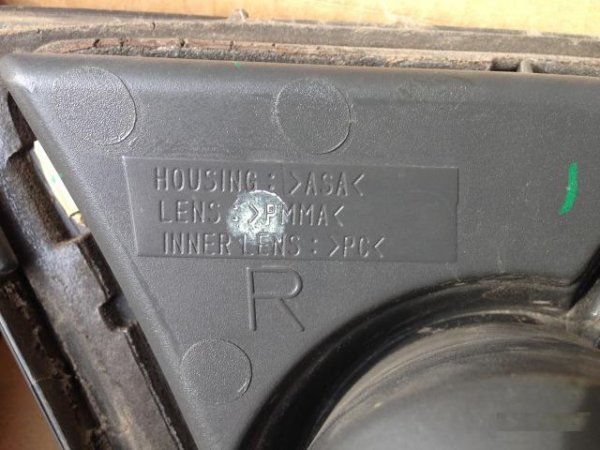 HOUSING : >ASA<
LENS : >PMMA<
INNER LENS : >PC<
R